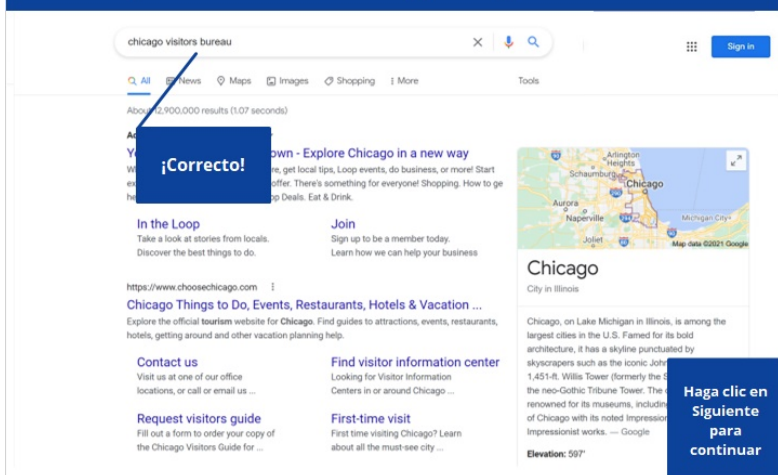 chicago visitors bureau
Sign in
All News Maps Images Shopping More Tools
About 12,900,000 results (1.07 seconds)
¡Correcto!
own - Explore Chicago in a new way
re, get local tips, Loop events, do business, or more! Start
offer. There's something for everyone! Shopping. How to ge
op Deals. Eat & Drink.
In the Loop
Take a look at stories from locals.
Discover the best things to do.
Join
Sign up to be a member today.
Learn how we can help your business
https://www.choosechicago.com
Chicago Things to Do, Events, Restaurants, Hotels & Vacation ...
Explore the official tourism website for Chicago. Find guides to attractions, events, restaurants,
hotels, getting around and other vacation planning help.
Contact us
Visit us at one of our office
locations, or call or email us ...
Find visitor information center
Looking for Visitor Information
Centers in or around Chicago ...
Request visitors guide
Fill out a form to order your copy of
the Chicago Visitors Guide for ...
First-time visit
First time visiting Chicago? Learn
about all the must-see city ...
Arlington
Heights
Schaumburg
Chicago
Aurora
Naperville
Michigan City
Joliet
Map data ©2021 Google
Chicago
City in Illinois
Chicago, on Lake Michigan in Illinois, is among the
largest cities in the U.S. Famed for its bold
architecture, it has a skyline punctuated by
skyscrapers such as the iconic John
1,451-ft. Willis Tower (formerly the S
the neo-Gothic Tribune Tower. The
renowned for its museums, including
of Chicago with its noted Impression
Impressionist works. — Google
Elevation: 597'
Haga clic en
Siguiente
para
continuar